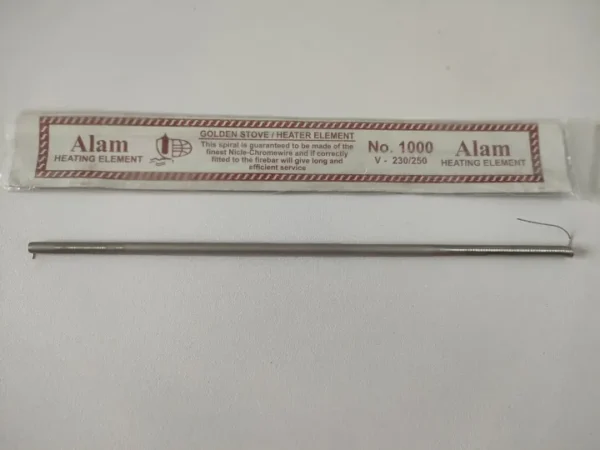 Alam
HEATING ELEMENT
GOLDEN STOVE / HEATER ELEMENT
This spiral is guaranteed to be made of the
finest Nicle-Chromewire and if correctly
fitted to the firebar will give long and
efficient service
No. 1000
V - 230/250
Alam
HEATING ELEMENT